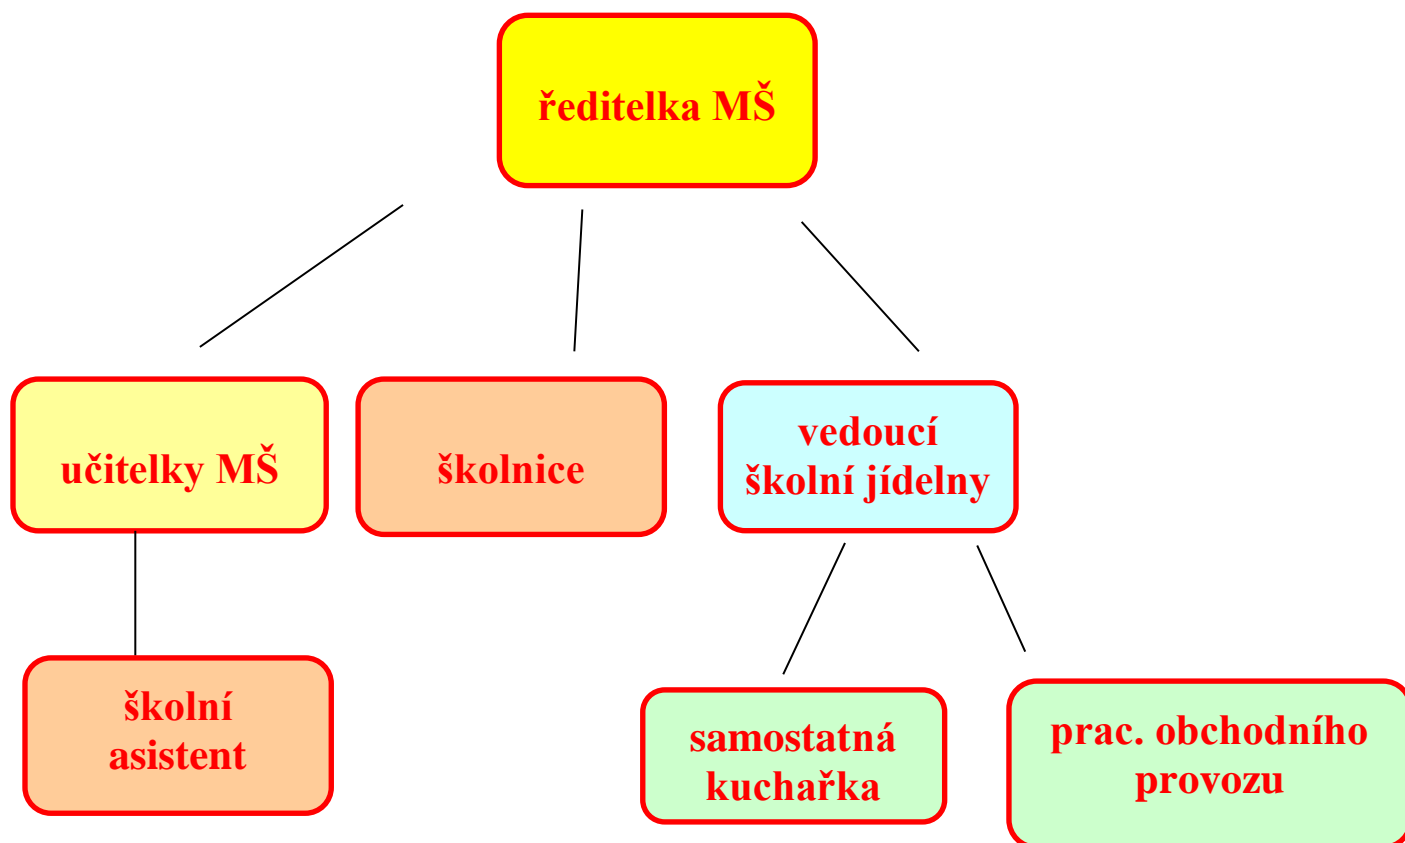 ředitelka MŠ
učitelky MŠ
školnice
vedoucí
školní jídelny
školní
asistent
samostatná
kuchařka
prac. obchodního
provozu